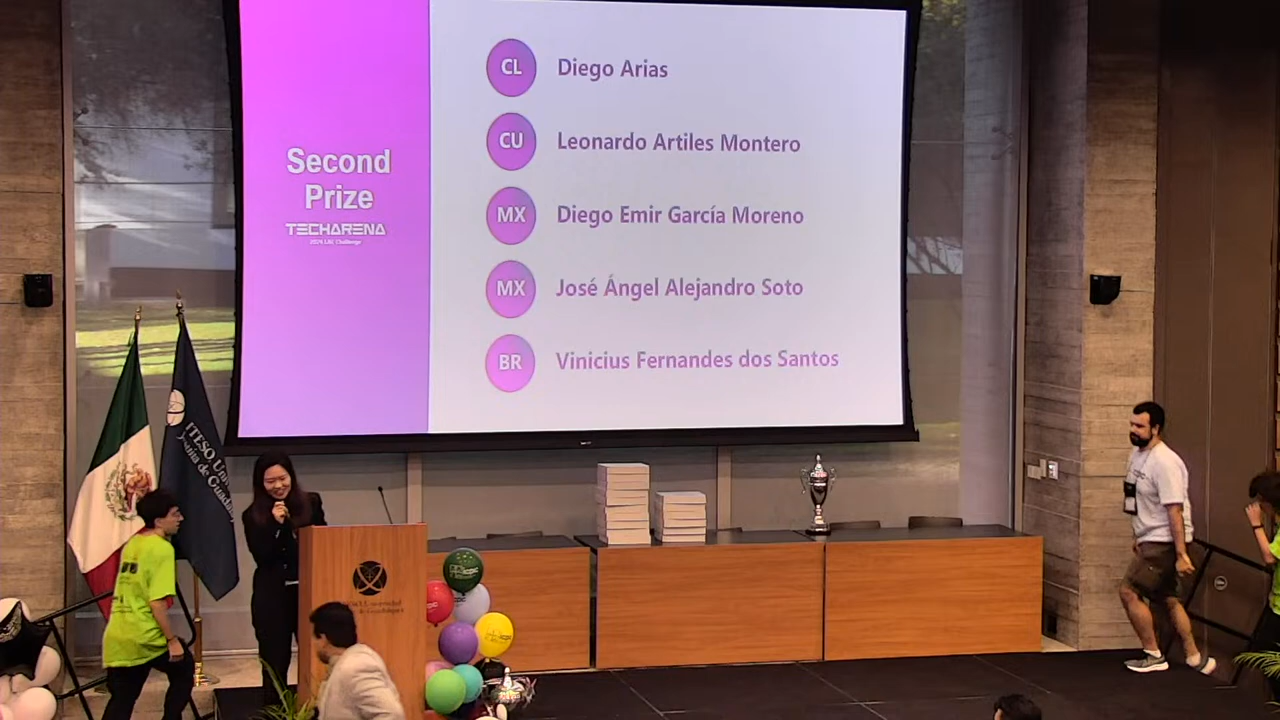 Second
Prize
TECHARENA
CL
Diego Arias
CU
Leonardo Artiles Montero
MX
Diego Emir García Moreno
MX
José Ángel Alejandro Soto
BR
Vinicius Fernandes dos Santos
ITESO